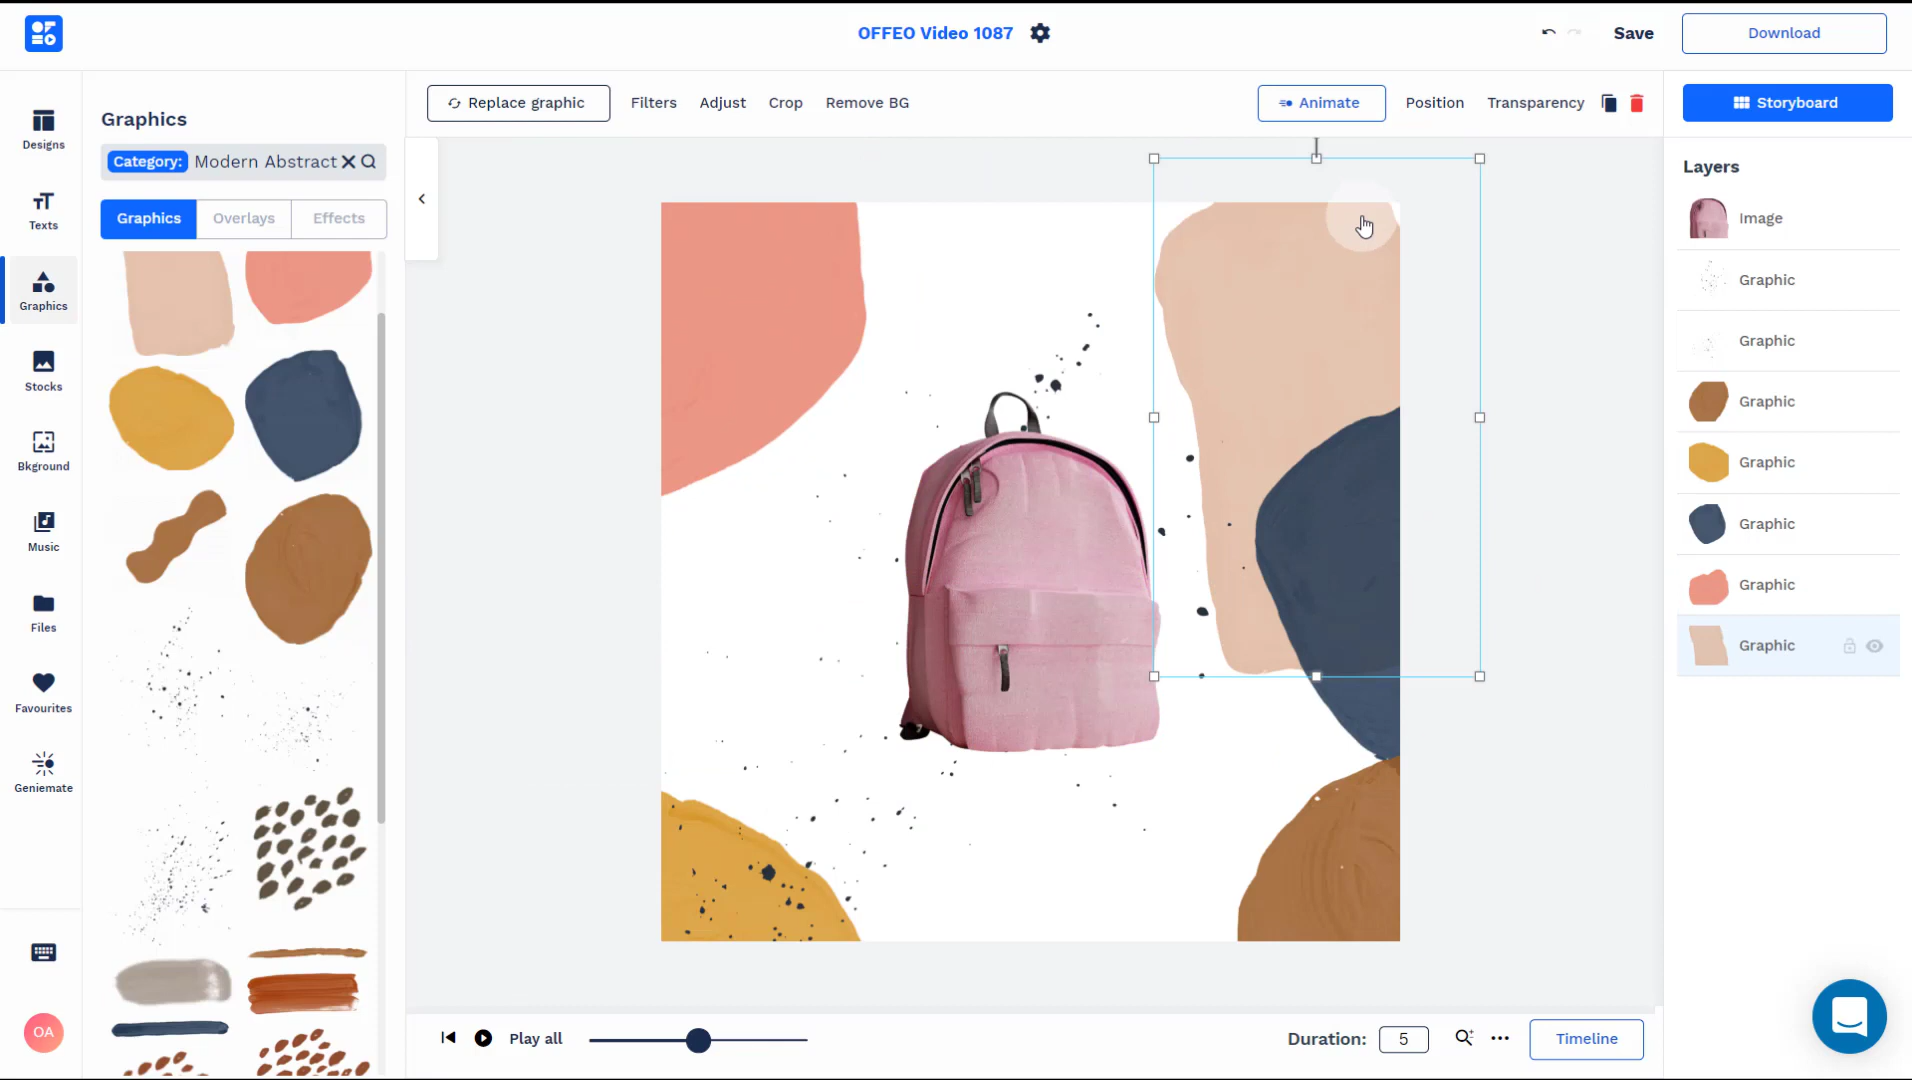 OFFEO Video 1087
Save
Download
Designs
Texts
Graphics
Stocks
Bkground
Music
Files
Favourites
Geniemate
OA
Graphics
Category: Modern Abstract
Graphics
Overlays
Effects
Replace graphic
Filters
Adjust
Crop
Remove BG
Animate
Position
Transparency
Storyboard
Layers
Image
Graphic
Graphic
Graphic
Graphic
Graphic
Graphic
Graphic
Play all
Duration: 5
Timeline